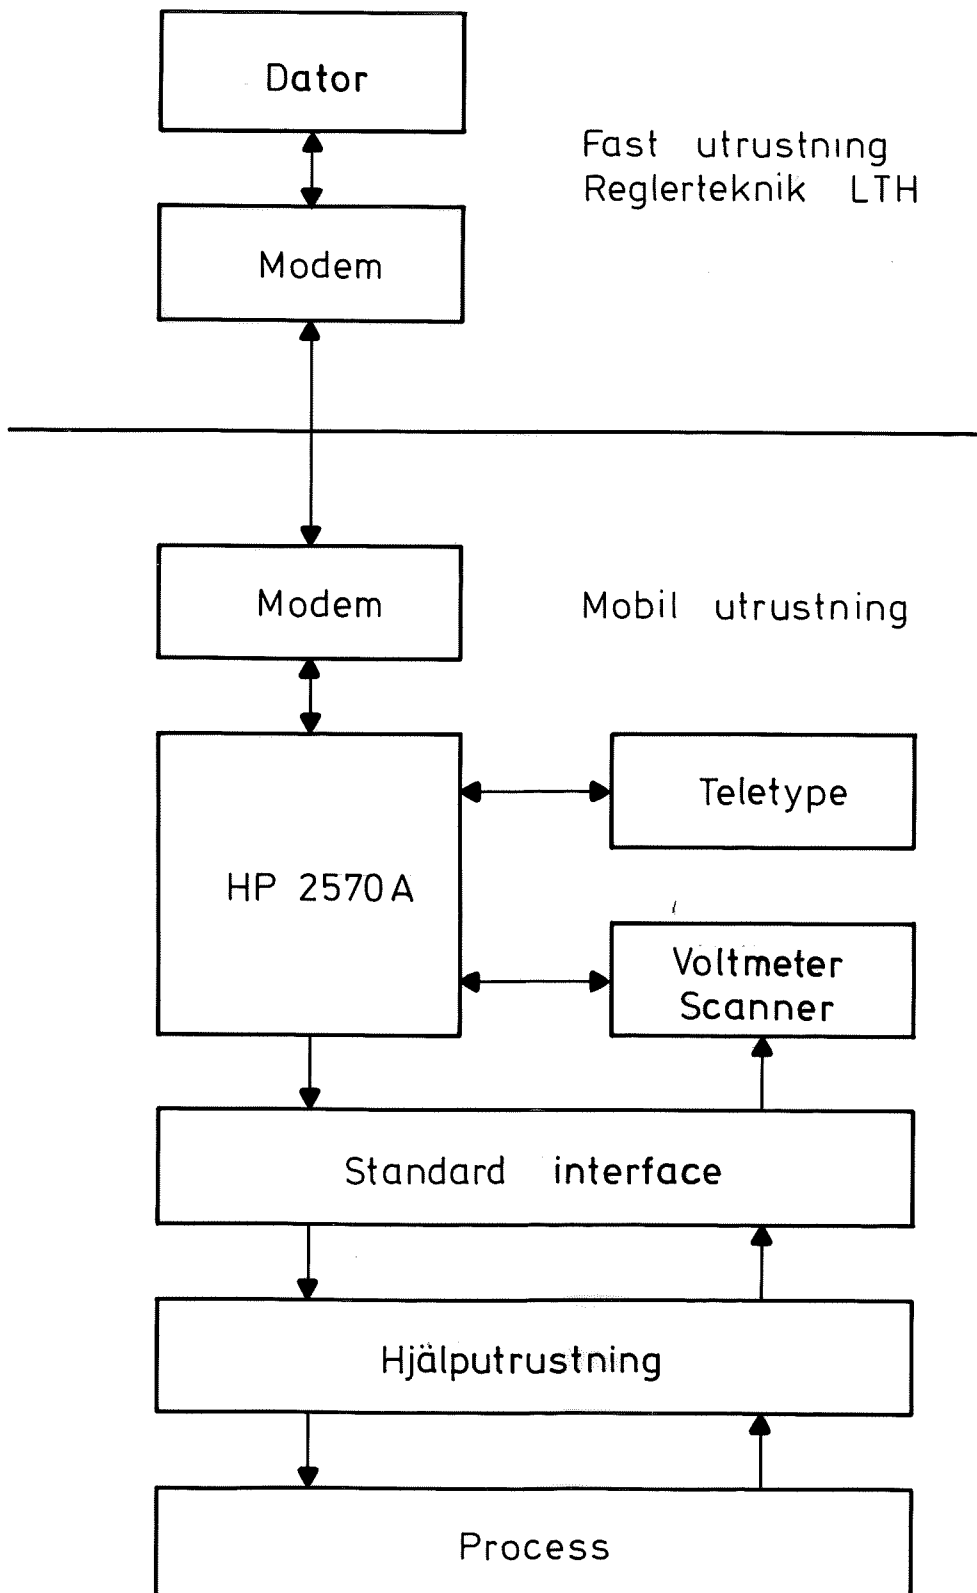 Dator
Fast utrustning
Reglerteknik LTH
Modem
Modem
Mobil utrustning
Teletype
HP 2570A
Voltmeter
Scanner
Standard interface
Hjälputrustning
Process